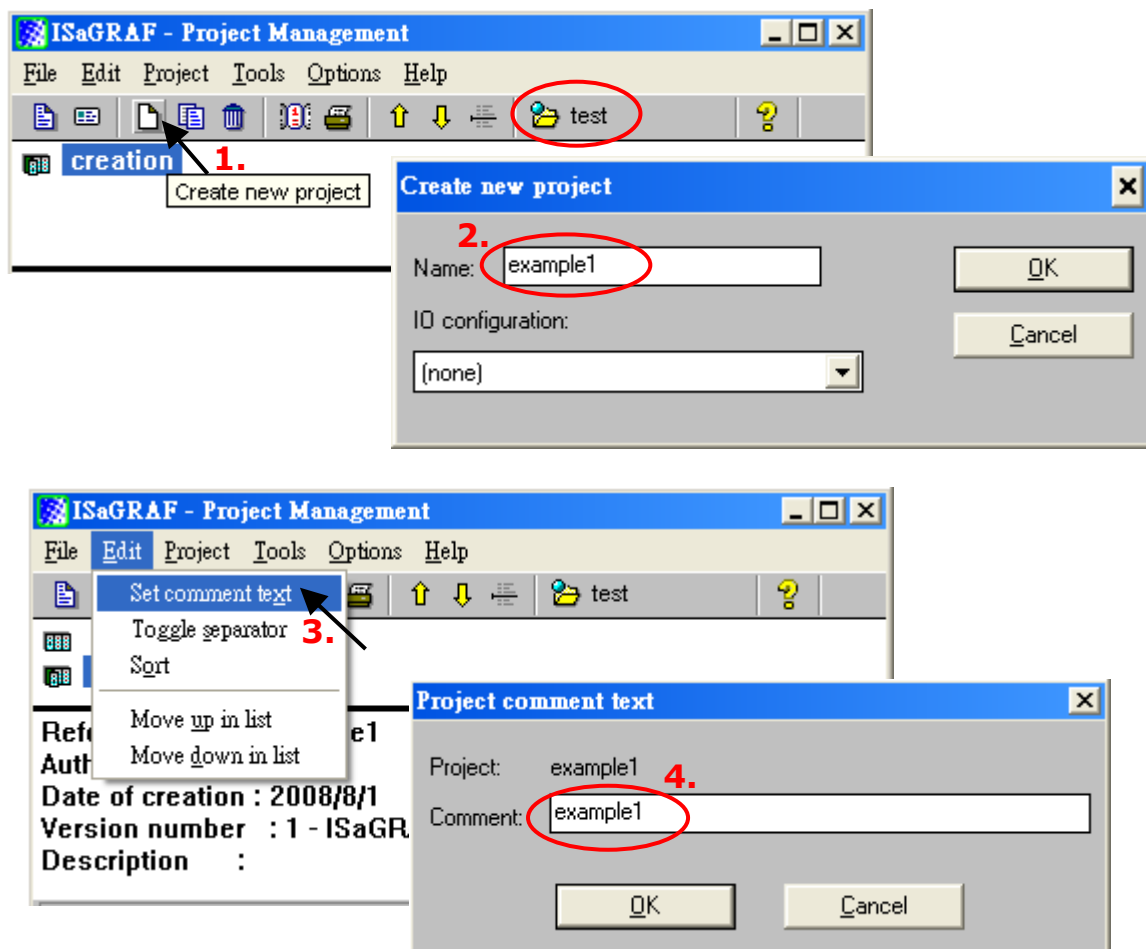 ISaGRAF - Project Management
File Edit Project Tools Options Help
test
creation
1.
Create new project
Create new project
2.
Name: example1
OK
IO configuration:
Cancel
(none)
ISaGRAF - Project Management
File Edit Project Tools Options Help
Set comment text
test
Toggle separator
3.
Sort
Move up in list
Move down in list
Refe e1
Auth
Date of creation : 2008/8/1
Version number : 1 - ISaGR
Description :
Project comment text
Project: example1
4.
Comment: example1
OK Cancel